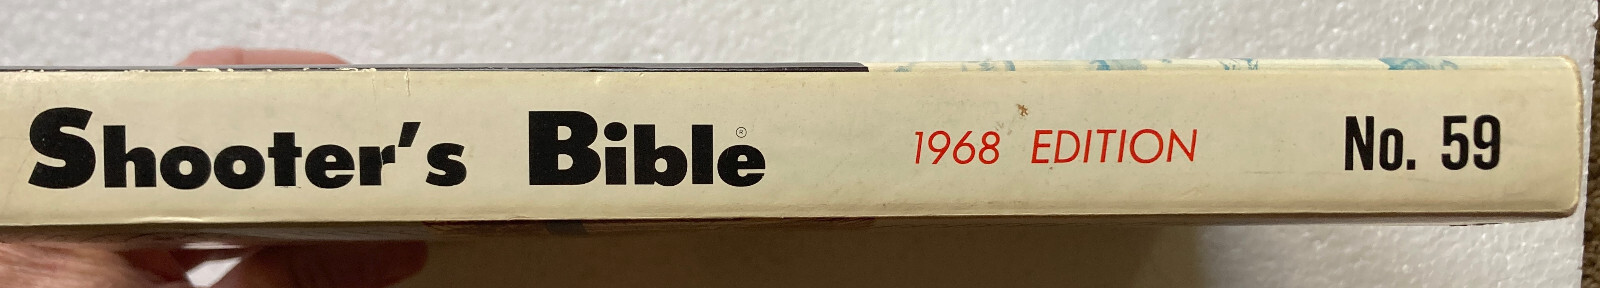 Shooter's Bible® 1968 EDITION No. 59